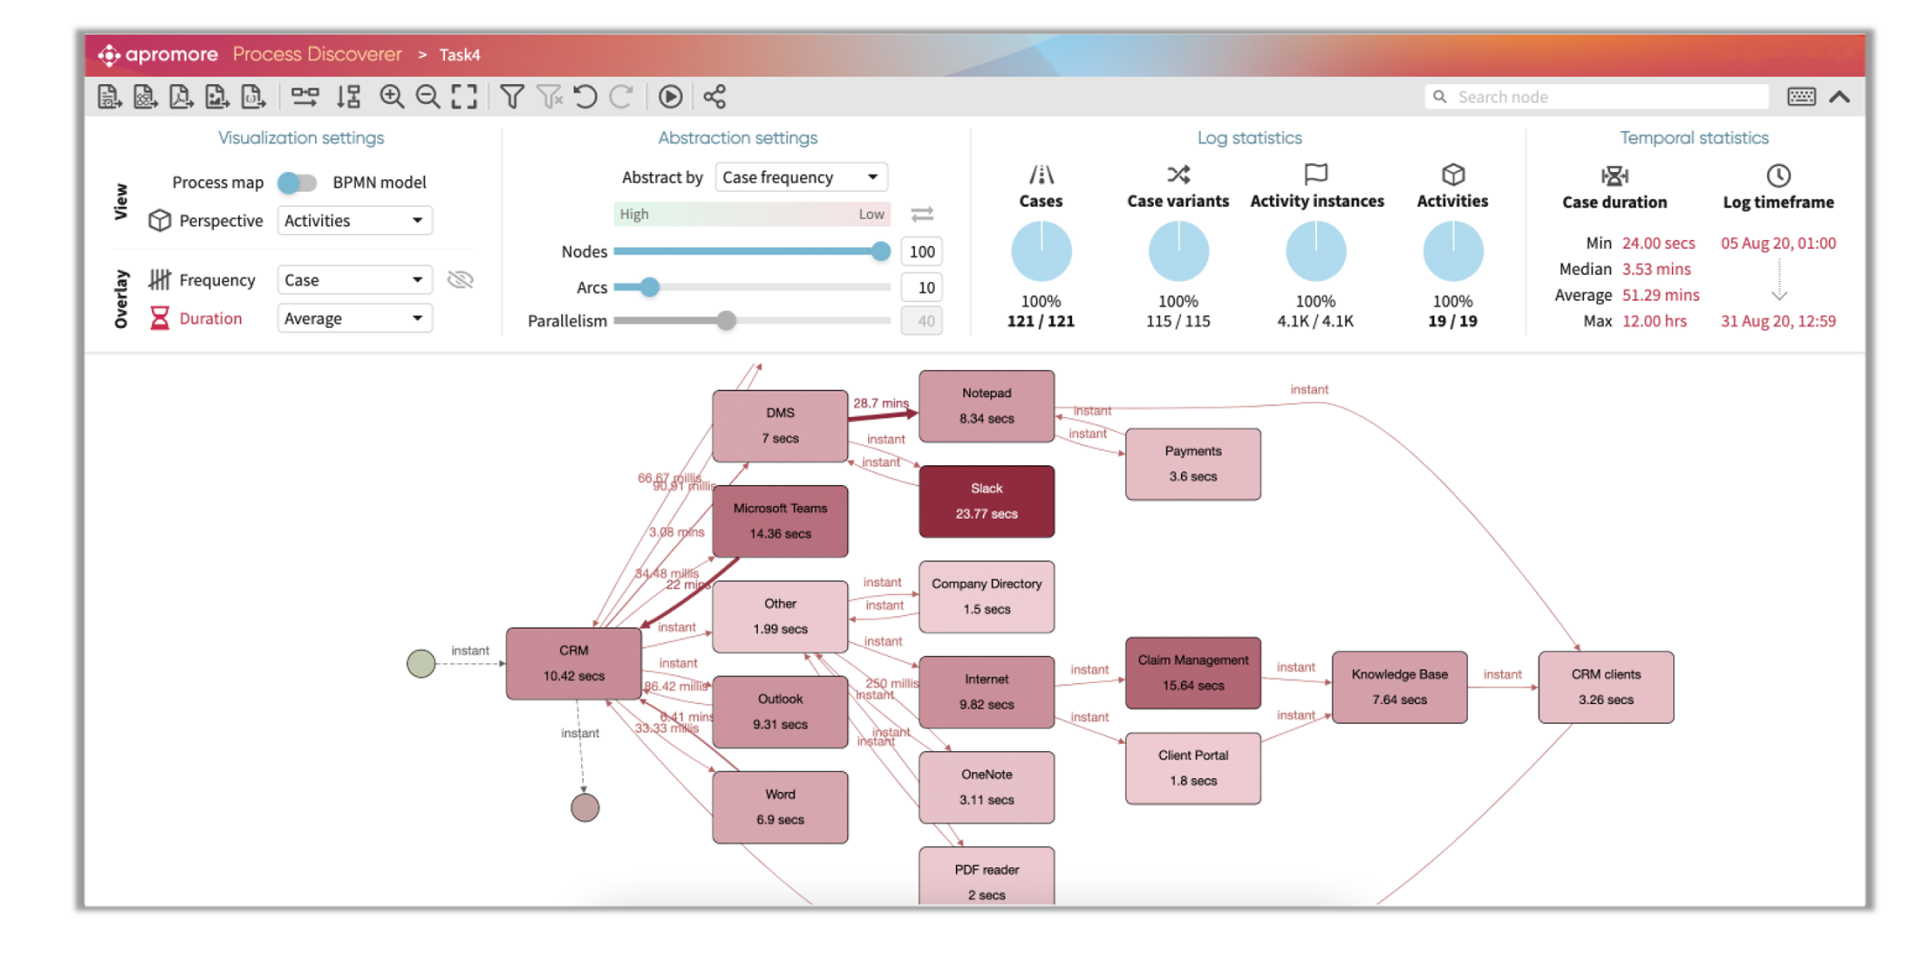 apromore Process Discoverer > Task4
Search node
Visualization settings
View
Process map BPMN model
Perspective Activities
Overlay
Frequency Case
Duration Average
Abstraction settings
Abstract by Case frequency
High Low
Nodes 100
Arcs 10
Parallelism 40
Log statistics
Cases Case variants Activity instances Activities
100% 100% 100% 100%
121 / 121 115 / 115 4.1K / 4.1K 19 / 19
Temporal statistics
Case duration Log timeframe
Min 24.00 secs 05 Aug 20, 01:00
Median 3.53 mins
Average 51.29 mins
Max 12.00 hrs 31 Aug 20, 12:59
DMS
7 secs
28.7 mins
Notepad
8.34 secs
instant
instant
instant
Payments
3.6 secs
instant
instant
Slack
23.77 secs
66.67 millis
90.91 millis
Microsoft Teams
14.36 secs
3.08 mins
34.48 millis
22 mins
Other
1.99 secs
instant
instant
Company Directory
1.5 secs
instant
CRM
10.42 secs
instant
instant
instant
instant
Internet
9.82 secs
instant
Claim Management
15.64 secs
instant
Knowledge Base
7.64 secs
instant
CRM clients
3.26 secs
86.42 millis
Outlook
9.31 secs
250 millis
instant
instant
instant
6.41 mins
33.33 millis
instant
instant
instant
Client Portal
1.8 secs
OneNote
3.11 secs
Word
6.9 secs
PDF reader
2 secs